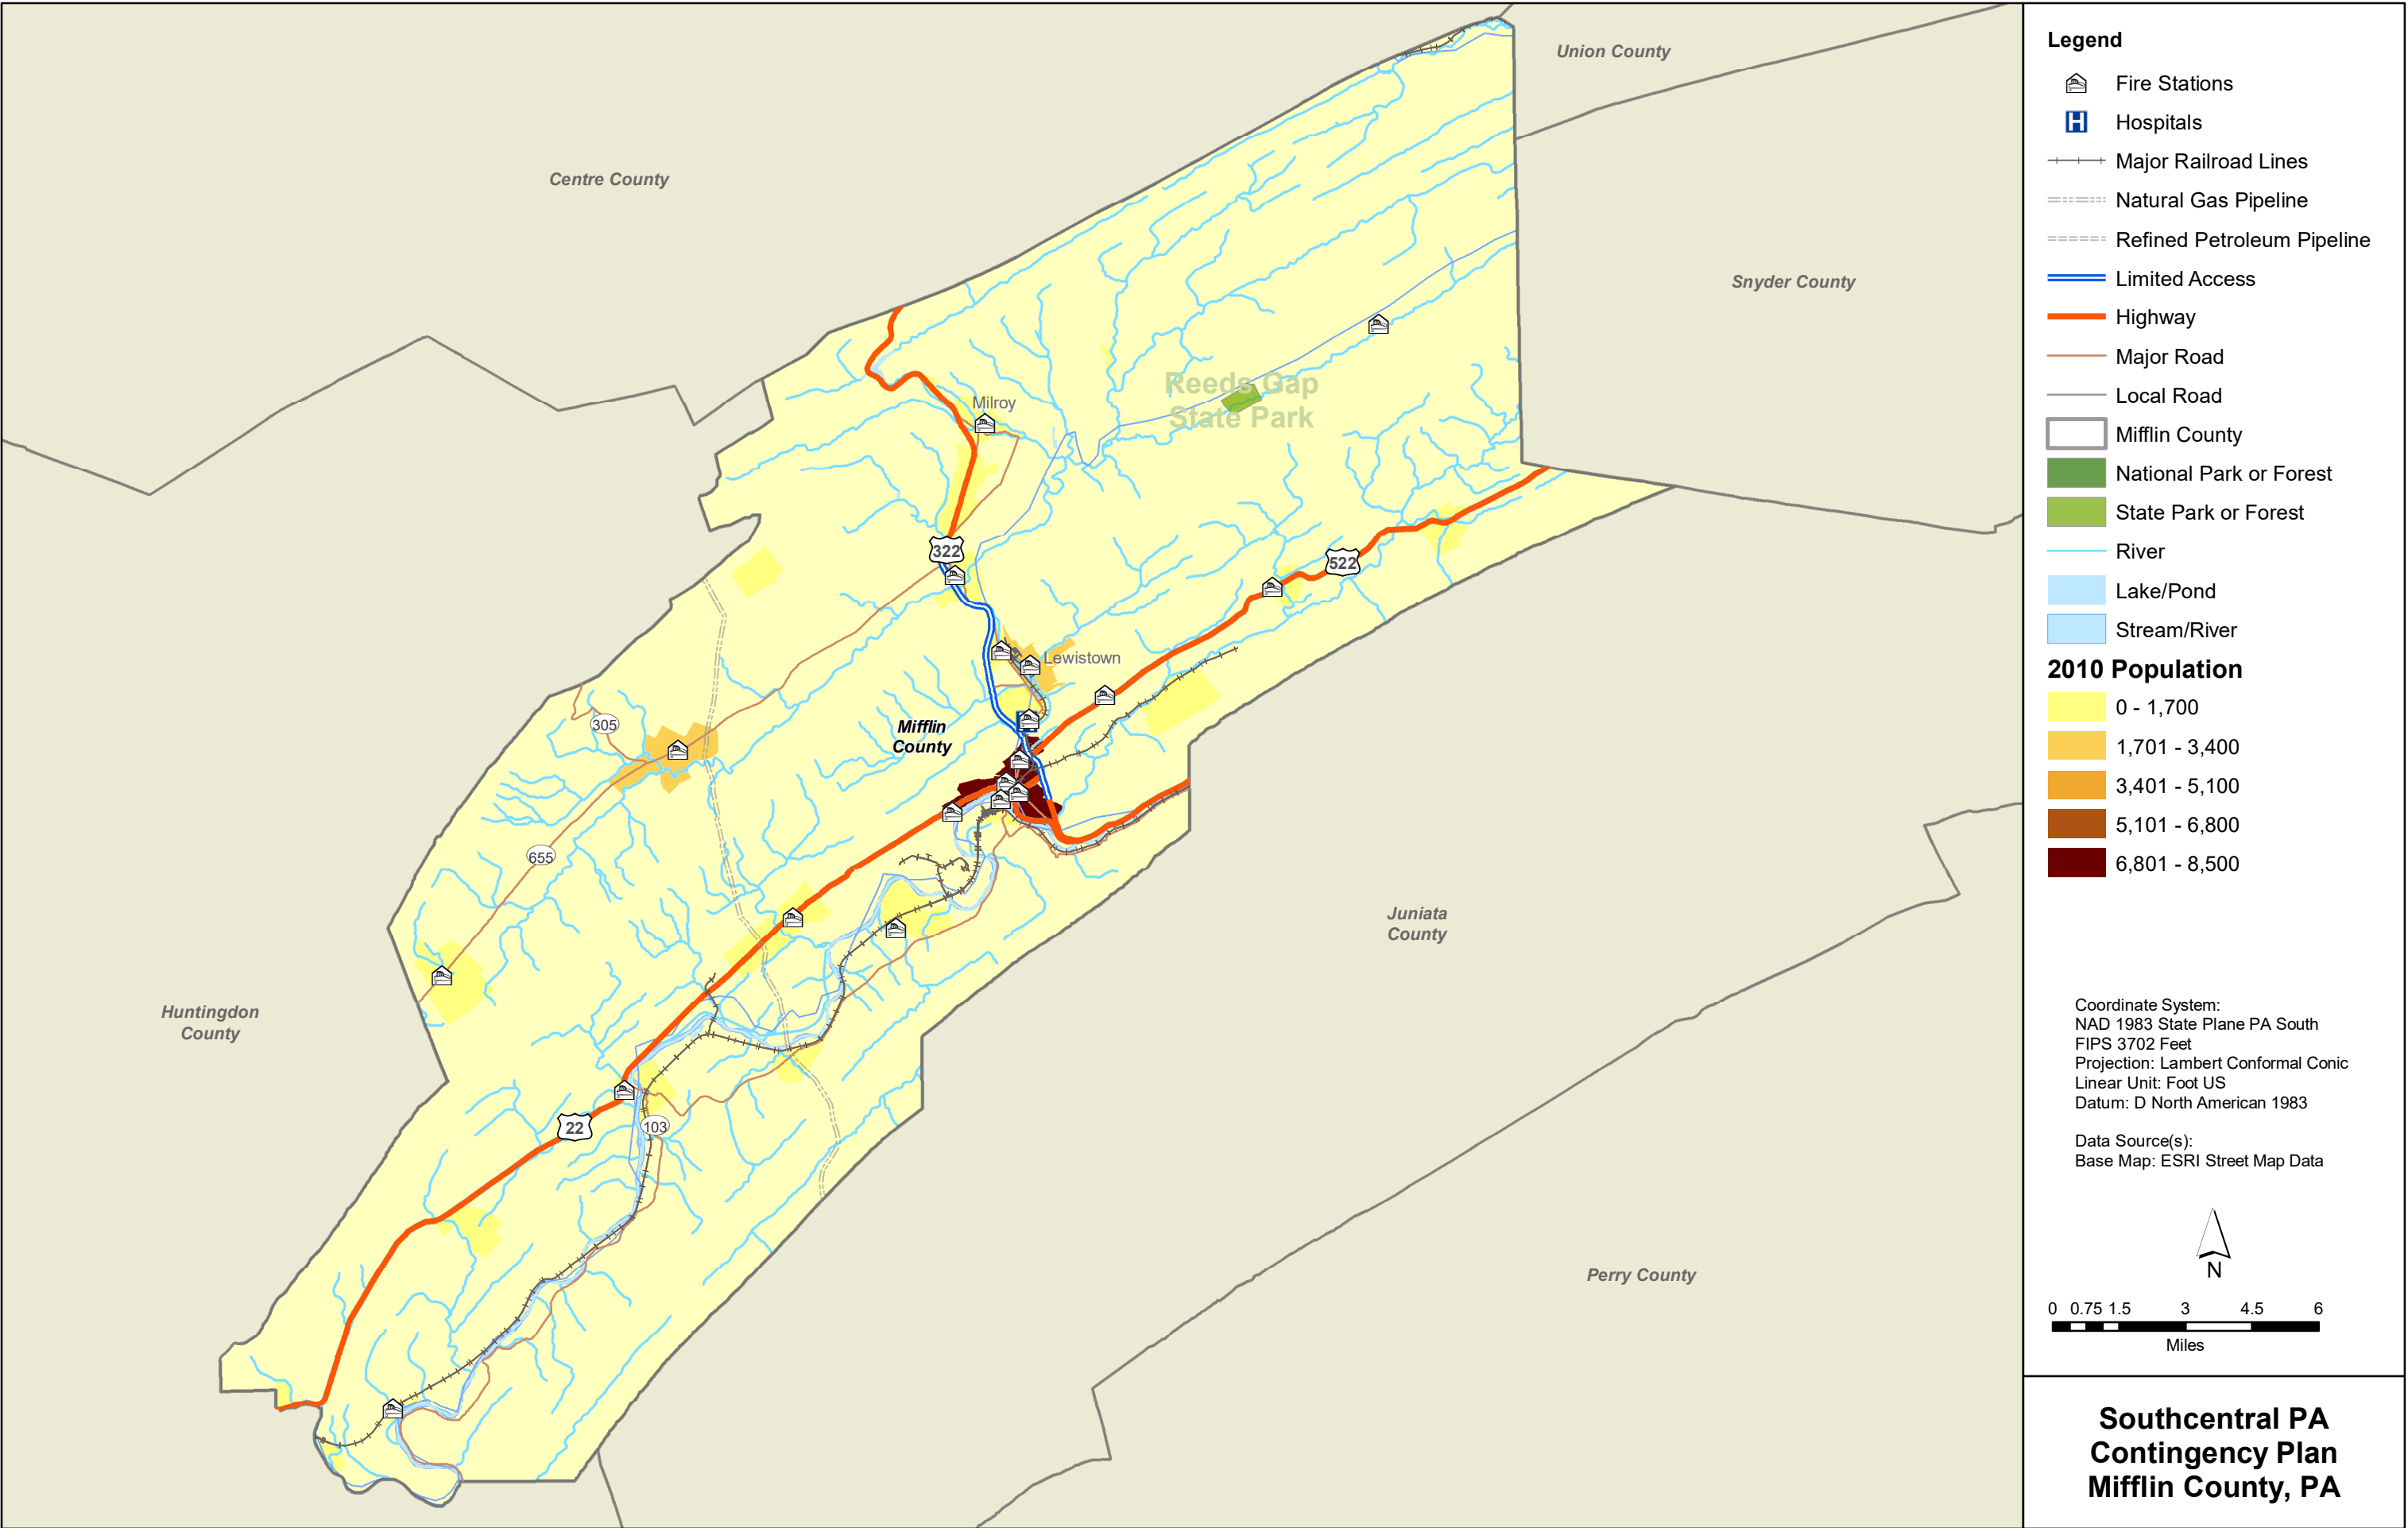 Union County
Centre County
Snyder County
Reeds Gap
State Park
Milroy
322
522
Lewistown
305
Mifflin
County
655
Juniata
County
Huntingdon
County
22
103
Perry County
Legend
Fire Stations
H Hospitals
Major Railroad Lines
Natural Gas Pipeline
Refined Petroleum Pipeline
Limited Access
Highway
Major Road
Local Road
Mifflin County
National Park or Forest
State Park or Forest
River
Lake/Pond
Stream/River
2010 Population
0 - 1,700
1,701 - 3,400
3,401 - 5,100
5,101 - 6,800
6,801 - 8,500
Coordinate System:
NAD 1983 State Plane PA South
FIPS 3702 Feet
Projection: Lambert Conformal Conic
Linear Unit: Foot US
Datum: D North American 1983
Data Source(s):
Base Map: ESRI Street Map Data
N
0 0.75 1.5 3 4.5 6
Miles
Southcentral PA
Contingency Plan
Mifflin County, PA